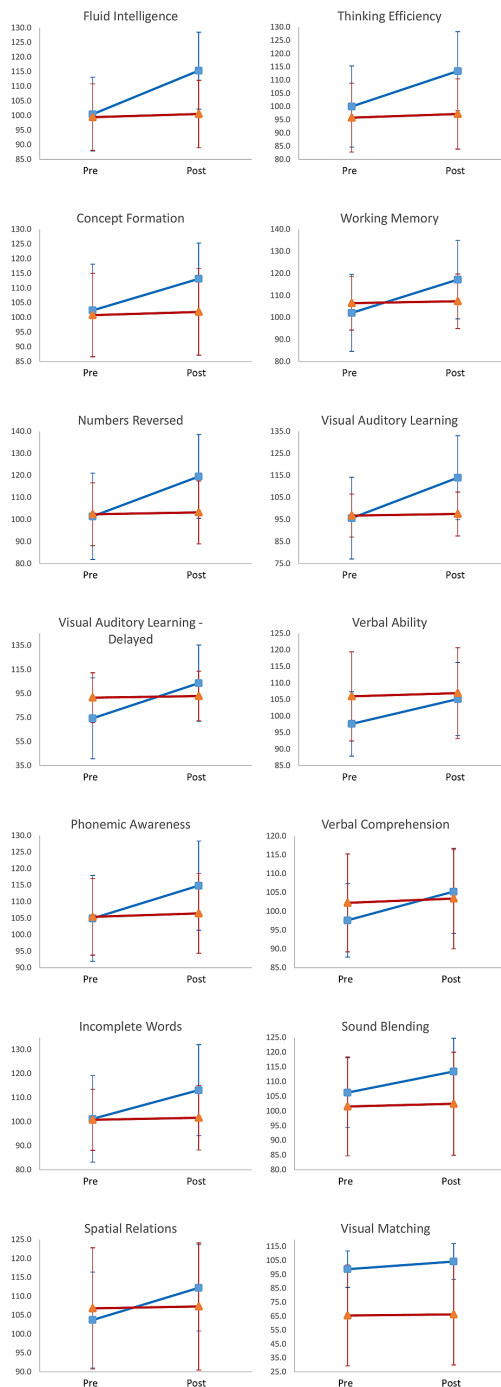 Fluid Intelligence
130.0
125.0
120.0
115.0
110.0
105.0
100.0
95.0
90.0
85.0
Pre
Post
Thinking Efficiency
130.0
125.0
120.0
115.0
110.0
105.0
100.0
95.0
90.0
85.0
80.0
Pre
Post
Concept Formation
130.0
125.0
120.0
115.0
110.0
105.0
100.0
95.0
90.0
85.0
Pre
Post
Working Memory
140.0
130.0
120.0
110.0
100.0
90.0
80.0
Pre
Post
Numbers Reversed
140.0
130.0
120.0
110.0
100.0
90.0
80.0
Pre
Post
Visual Auditory Learning
135.0
125.0
115.0
105.0
95.0
85.0
75.0
Pre
Post
Visual Auditory Learning -
Delayed
135.0
115.0
95.0
75.0
55.0
35.0
Pre
Post
Verbal Ability
125.0
120.0
115.0
110.0
105.0
100.0
95.0
90.0
85.0
Pre
Post
Phonemic Awareness
130.0
125.0
120.0
115.0
110.0
105.0
100.0
95.0
90.0
Pre
Post
Verbal Comprehension
120.0
115.0
110.0
105.0
100.0
95.0
90.0
85.0
Pre
Post
Incomplete Words
130.0
120.0
110.0
100.0
90.0
80.0
Pre
Post
Sound Blending
125.0
120.0
115.0
110.0
105.0
100.0
95.0
90.0
85.0
80.0
Pre
Post
Spatial Relations
125.0
120.0
115.0
110.0
105.0
100.0
95.0
90.0
Pre
Post
Visual Matching
115.0
105.0
95.0
85.0
75.0
65.0
55.0
45.0
35.0
25.0
Pre
Post